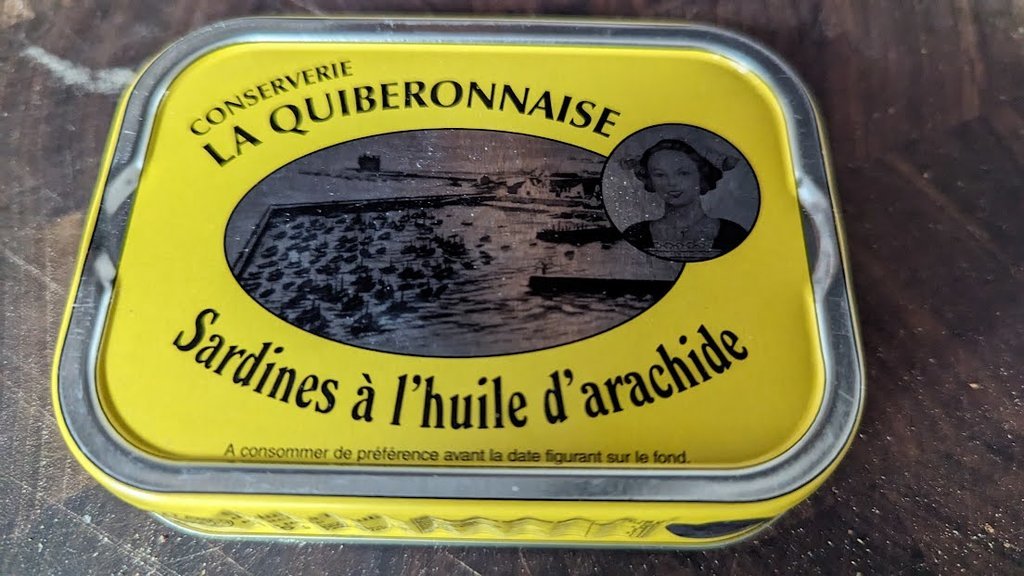 CONSERVERIE
LA QUIBERONNAISE
Sardines à l'huile d'arachide
A consommer de préférence avant la date figurant sur le fond.